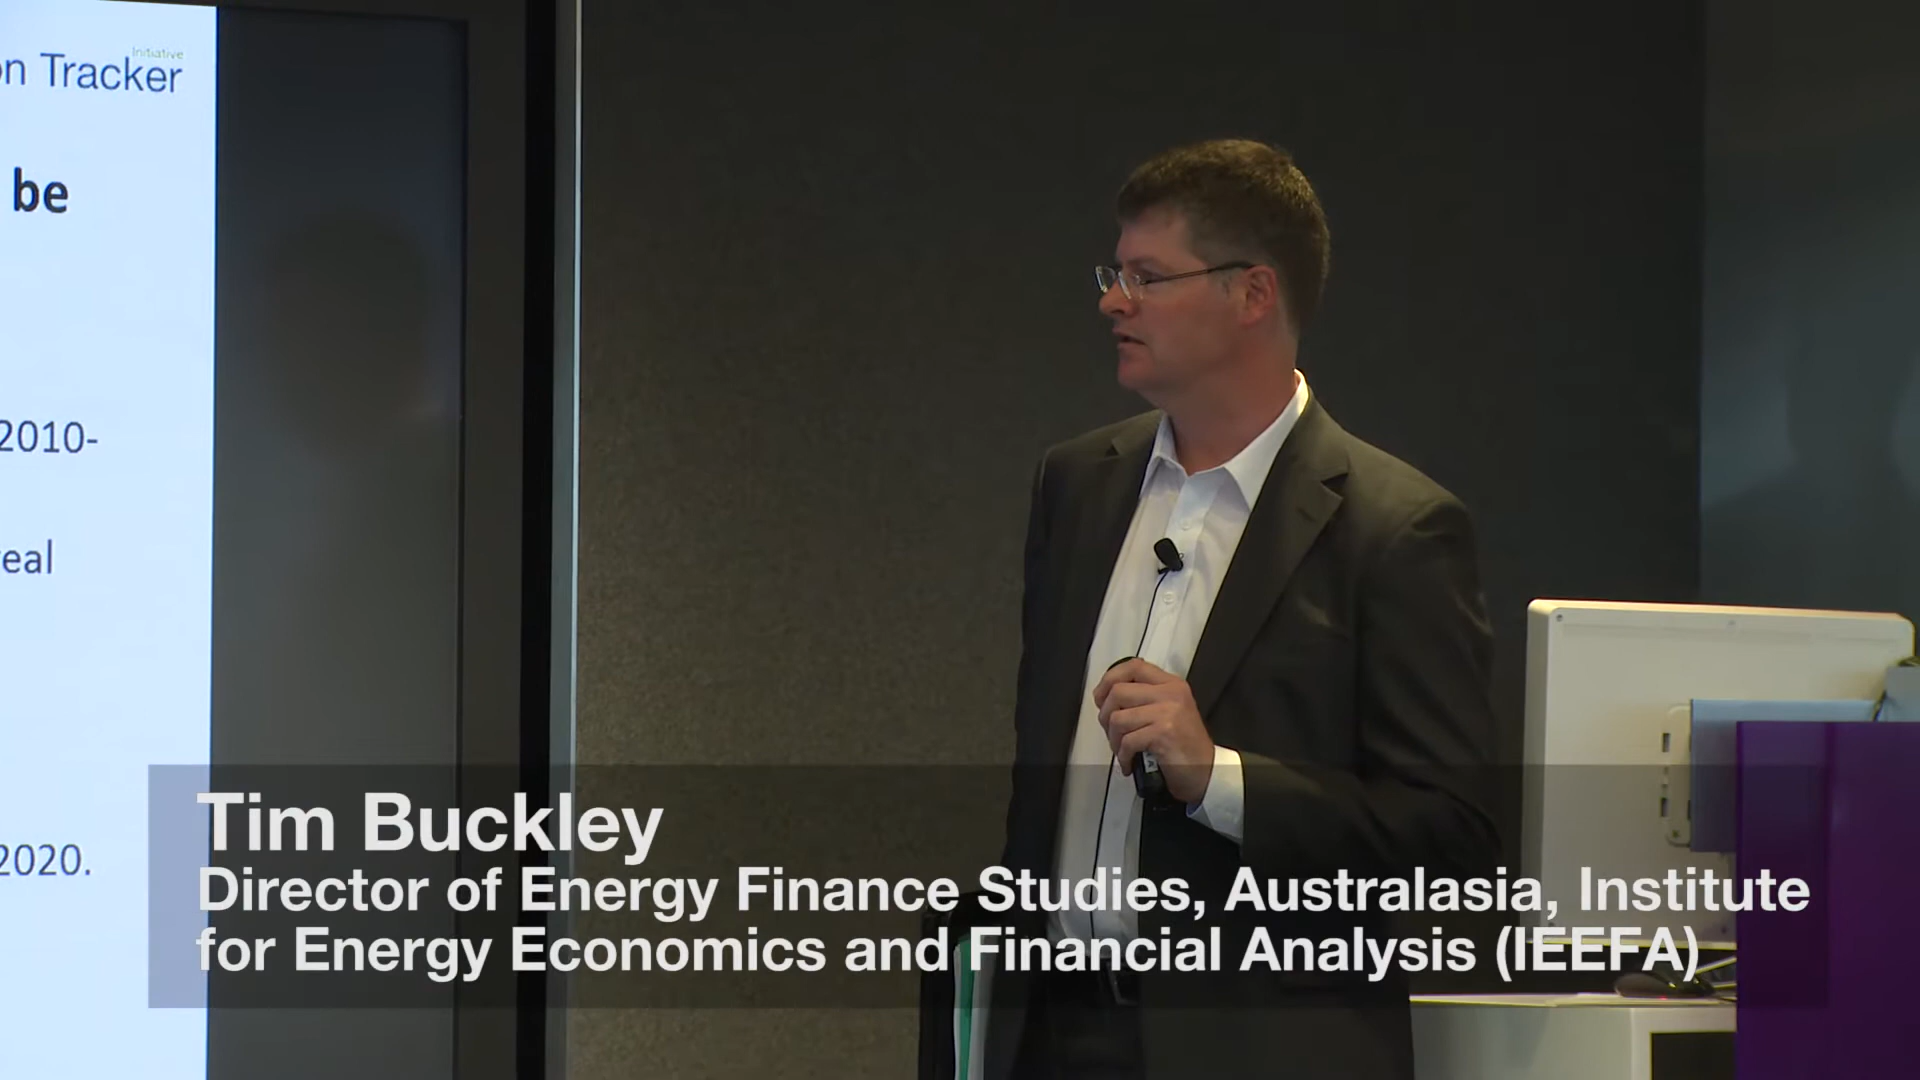 Initiative
on Tracker
be
2010-
real
2020.
Tim Buckley
Director of Energy Finance Studies, Australasia, Institute
for Energy Economics and Financial Analysis (IEEFA)